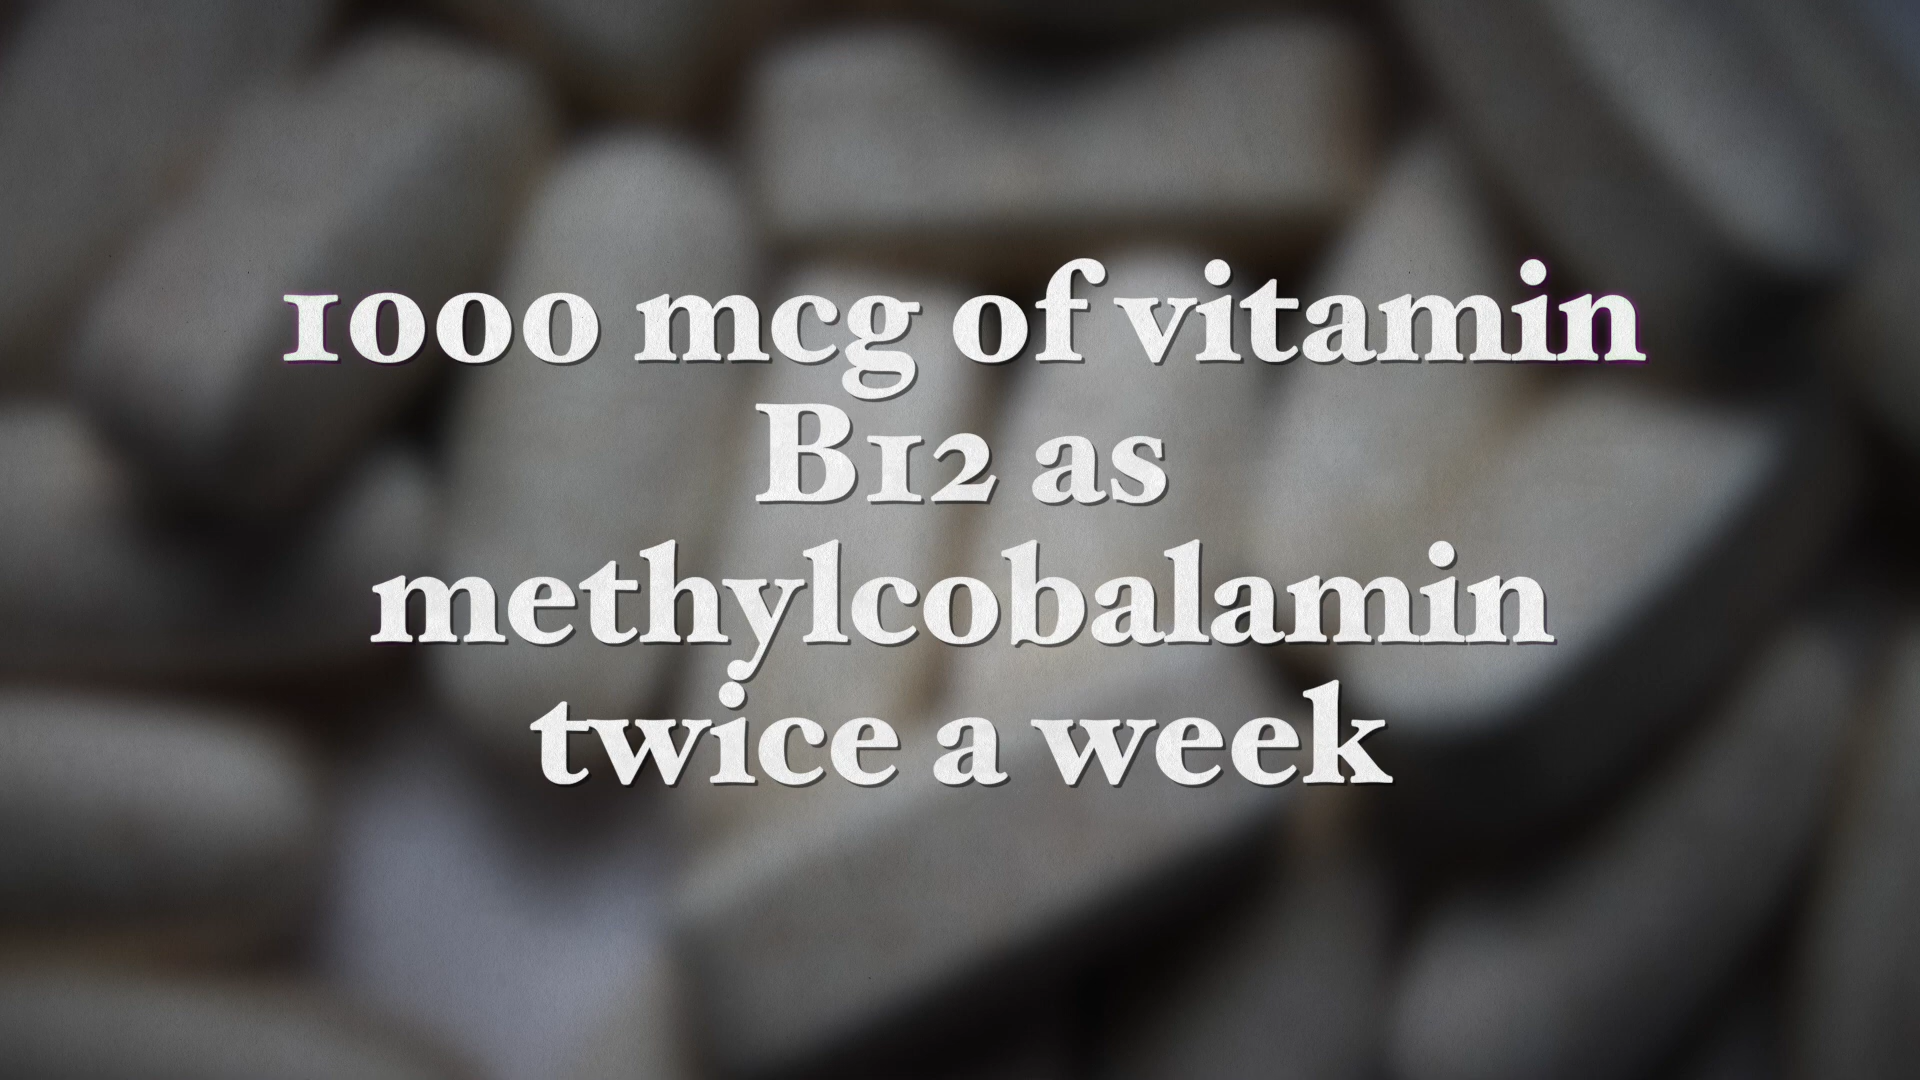 1000 mcg of vitamin
B12 as
methylcobalamin
twice a week